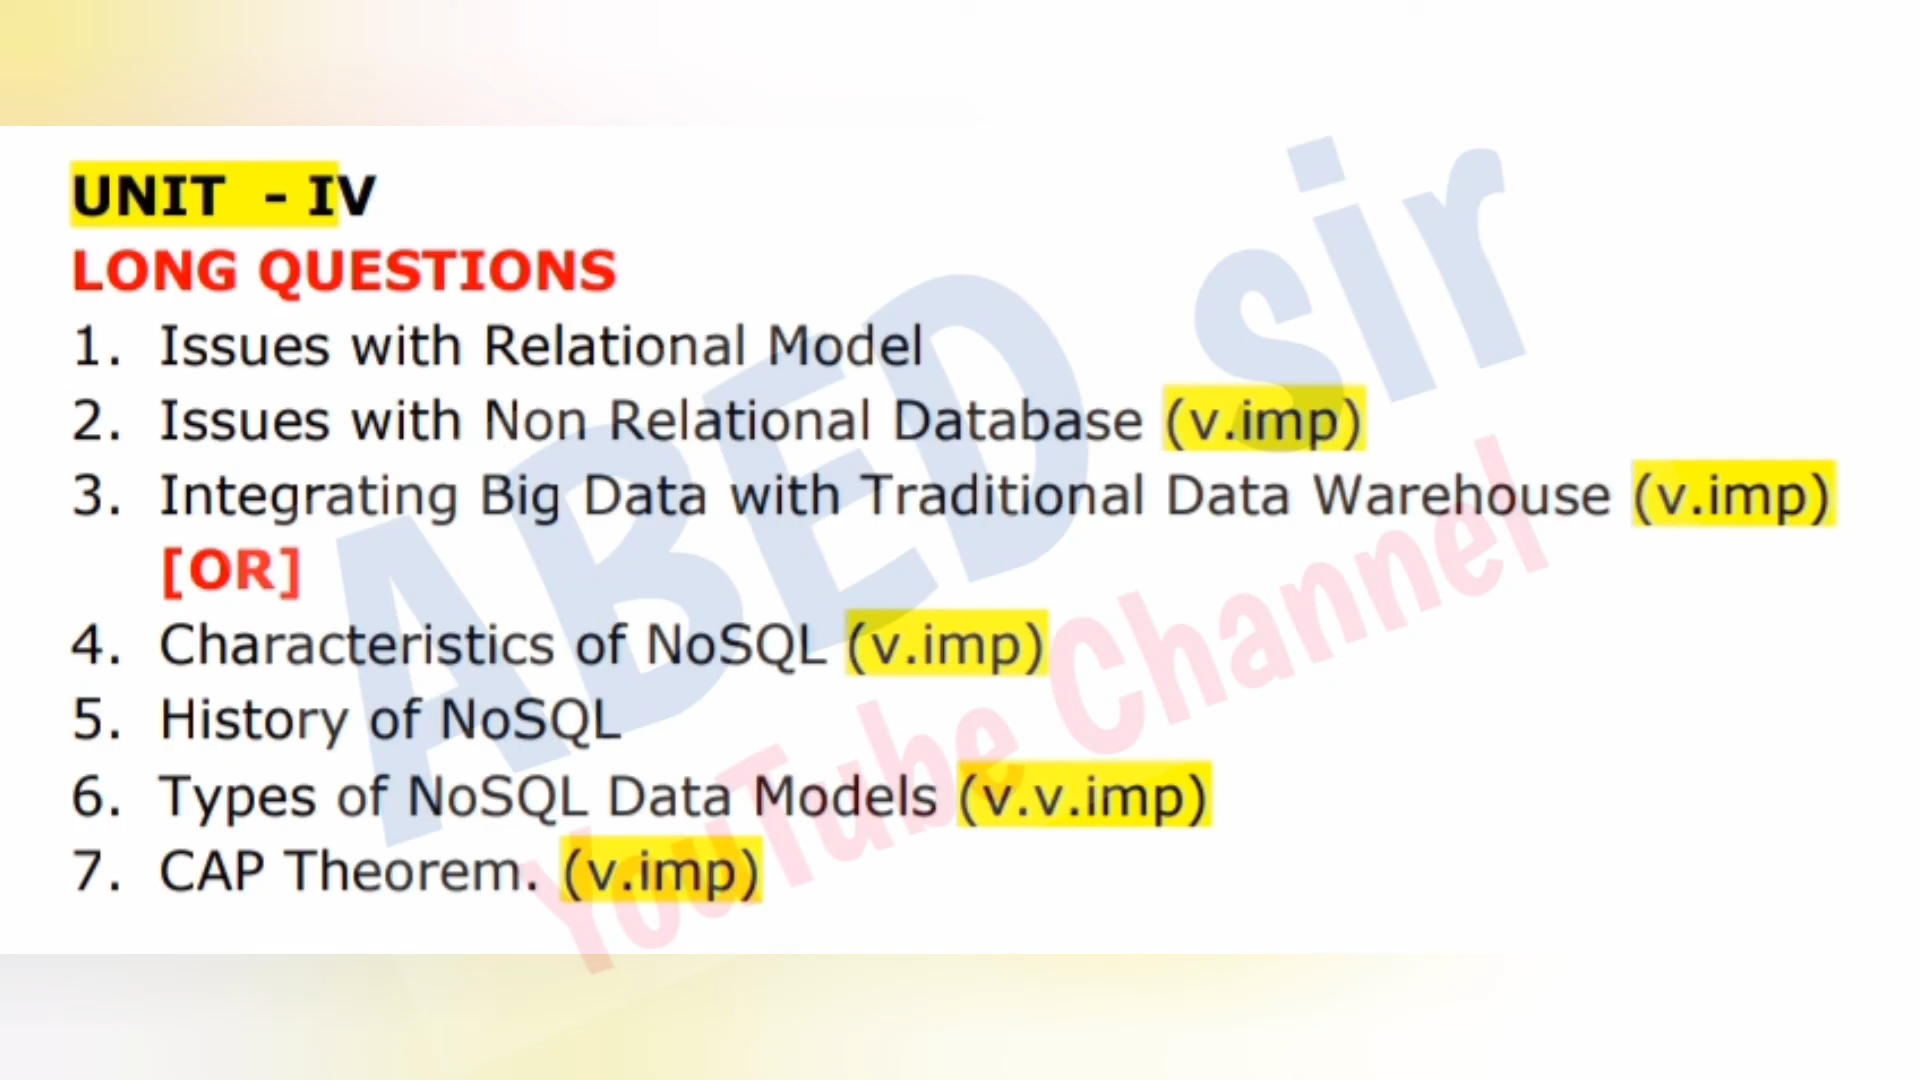 UNIT - IV
LONG QUESTIONS
1. Issues with Relational Model
2. Issues with Non Relational Database (v.imp)
3. Integrating Big Data with Traditional Data Warehouse (v.imp)
[OR]
4. Characteristics of NoSQL (v.imp)
5. History of NoSQL
6. Types of NoSQL Data Models (v.v.imp)
7. CAP Theorem. (v.imp)
ABED sir
YouTube Channel